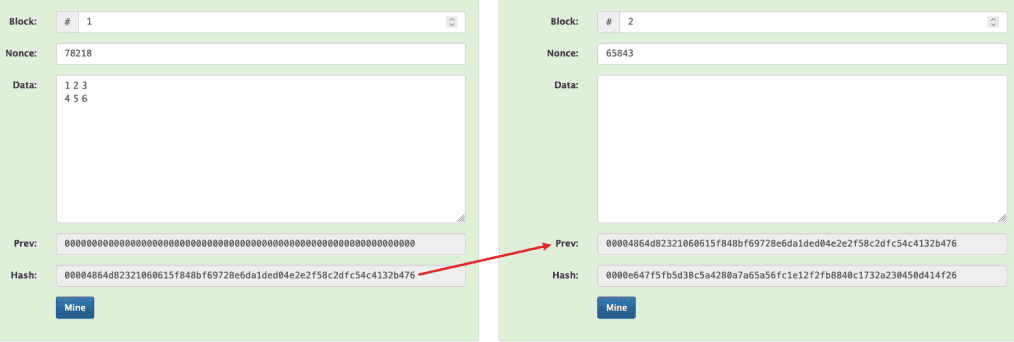 Block: # 1
Nonce: 78218
Data: 1 2 3
4 5 6
Prev: 0000000000000000000000000000000000000000000000000000000000000000
Hash: 00004864d82321060615f848bf69728e6da1ded04e2e2f58c2dfc54c4132b476
Mine
Block: # 2
Nonce: 65843
Data:
Prev: 00004864d82321060615f848bf69728e6da1ded04e2e2f58c2dfc54c4132b476
Hash: 0000e647f5fb5d38c5a4280a7a65a56fc1e12f2fb8840c1732a230450d414f26
Mine